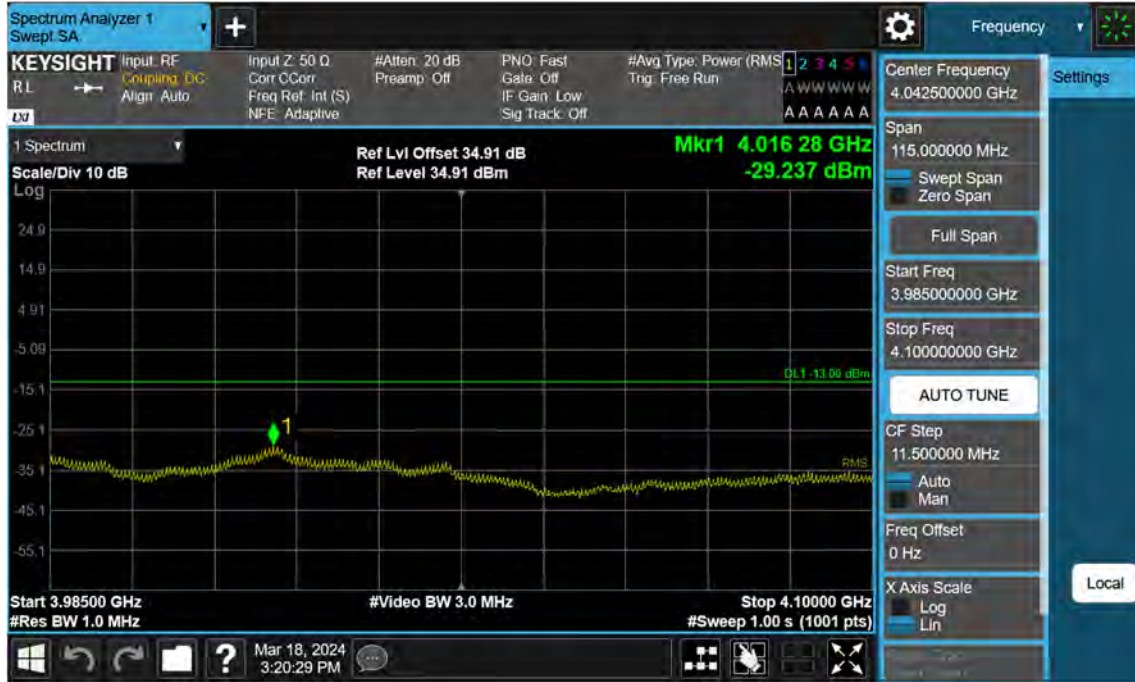 Spectrum Analyzer 1
Swept SA
Frequency
KEYSIGHT
Input: RF
Coupling: DC
Align: Auto
RL
LXI
Input Z: 50 Ω
Corr CCorr
Freq Ref: Int (S)
NFE: Adaptive
#Atten: 20 dB
Preamp: Off
PNO: Fast
Gate: Off
IF Gain: Low
Sig Track: Off
#Avg Type: Power (RMS
Trig: Free Run
1 2 3 4 5 6
A W W W W W
A A A A A A
1 Spectrum
Scale/Div 10 dB
Log
Ref Lvl Offset 34.91 dB
Ref Level 34.91 dBm
Mkr1 4.016 28 GHz
-29.237 dBm
24.9
14.9
4.91
-5.09
-15.1
-25.1
-35.1
-45.1
-55.1
DL1 -13.00 dBm
1
RMS
Start 3.98500 GHz
#Res BW 1.0 MHz
#Video BW 3.0 MHz
Stop 4.10000 GHz
#Sweep 1.00 s (1001 pts)
?
Mar 18, 2024
3:20:29 PM
Center Frequency
4.042500000 GHz
Settings
Span
115.000000 MHz
Swept Span
Zero Span
Full Span
Start Freq
3.985000000 GHz
Stop Freq
4.100000000 GHz
AUTO TUNE
CF Step
11.500000 MHz
Auto
Man
Freq Offset
0 Hz
X Axis Scale
Log
Lin
Local